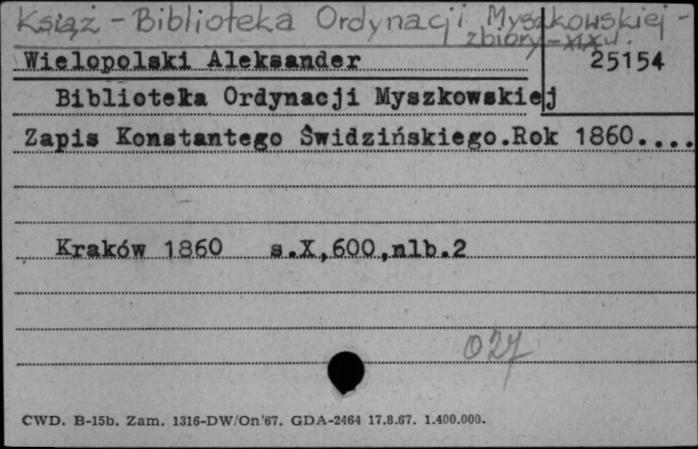 Książ - Biblioteka Ordynacji Myszkowskiej -
zbiory - XIX w.
Wielopolski Aleksander
25154
Biblioteka Ordynacji Myszkowskiej
Zapis Konstantego Świdzińskiego.Rok 1860....
Kraków 1860 s.X,600,nlb.2
027
CWD. B-15b. Zam. 1316-DW/On'67. GDA-2464 17.8.67. 1.400.000.